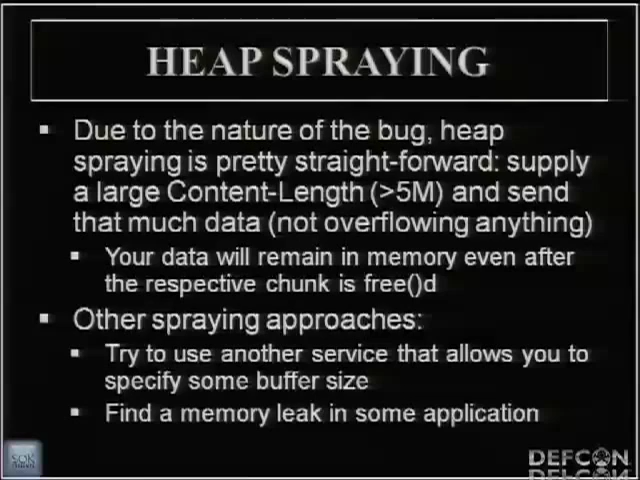 HEAP SPRAYING
Due to the nature of the bug, heap
spraying is pretty straight-forward: supply
a large Content-Length (>5M) and send
that much data (not overflowing anything)
Your data will remain in memory even after
the respective chunk is free()d
Other spraying approaches:
Try to use another service that allows you to
specify some buffer size
Find a memory leak in some application
DEFCON